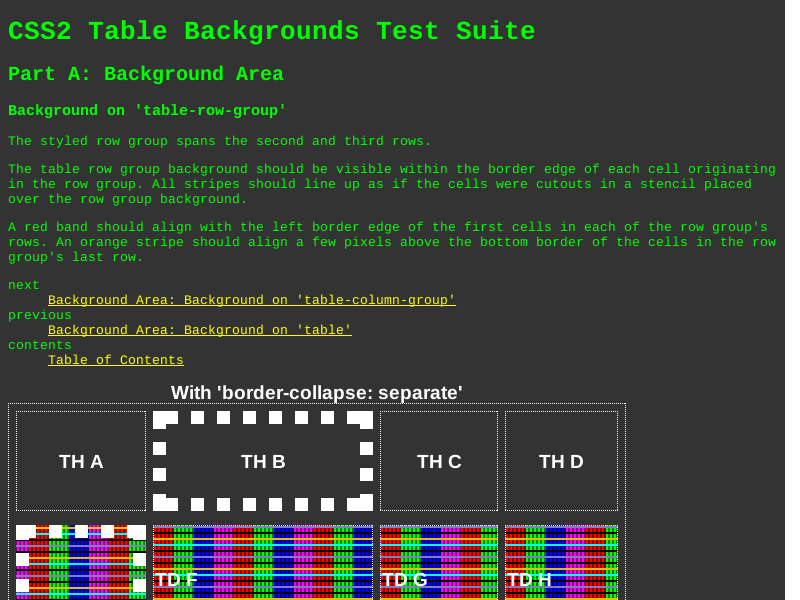 CSS2 Table Backgrounds Test Suite
Part A: Background Area
Background on 'table-row-group'
The styled row group spans the second and third rows.
The table row group background should be visible within the border edge of each cell originating
in the row group. All stripes should line up as if the cells were cutouts in a stencil placed
over the row group background.
A red band should align with the left border edge of the first cells in each of the row group's
rows. An orange stripe should align a few pixels above the bottom border of the cells in the row
group's last row.
next
Background Area: Background on 'table-column-group'
previous
Background Area: Background on 'table'
contents
Table of Contents
With 'border-collapse: separate'
TH A TH B TH C TH D
TD F TD G TD H